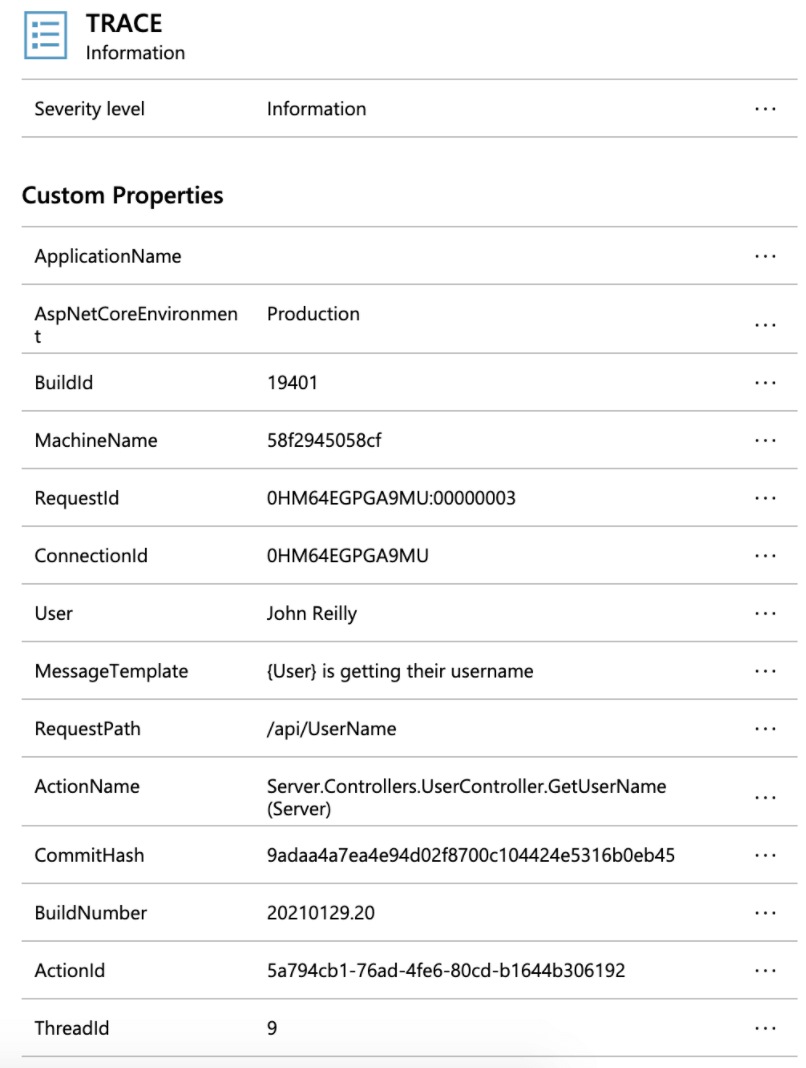 TRACE
Information
Severity level Information ...
Custom Properties
ApplicationName ...
AspNetCoreEnvironmen Production ...
t
BuildId 19401 ...
MachineName 58f2945058cf ...
RequestId 0HM64EGPGA9MU:00000003 ...
ConnectionId 0HM64EGPGA9MU ...
User John Reilly ...
MessageTemplate {User} is getting their username ...
RequestPath /api/UserName ...
ActionName Server.Controllers.UserController.GetUserName ...
(Server)
CommitHash 9adaa4a7ea4e94d02f8700c104424e5316b0eb45 ...
BuildNumber 20210129.20 ...
ActionId 5a794cb1-76ad-4fe6-80cd-b1644b306192 ...
ThreadId 9 ...